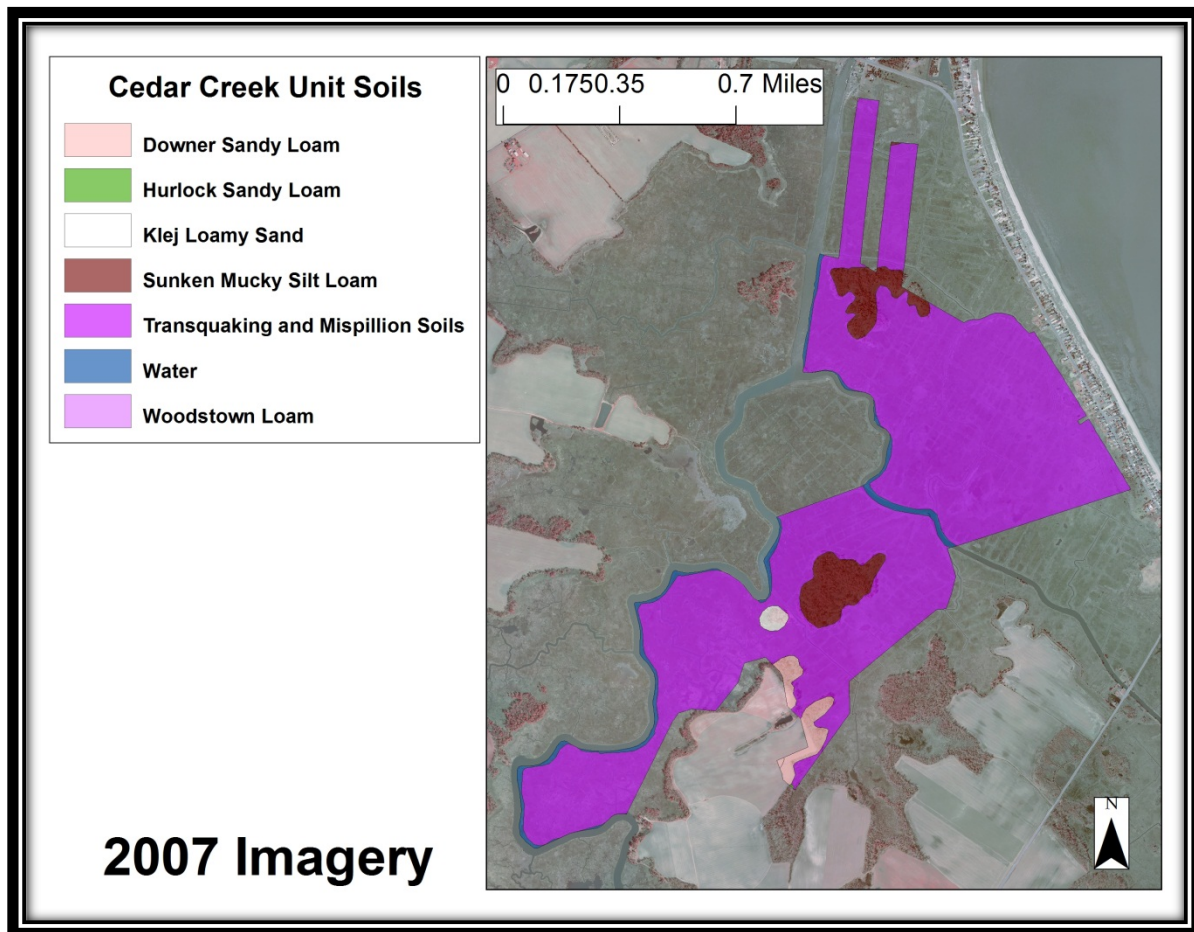 Cedar Creek Unit Soils
Downer Sandy Loam
Hurlock Sandy Loam
Klej Loamy Sand
Sunken Mucky Silt Loam
Transquaking and Mispillion Soils
Water
Woodstown Loam
0 0.1750.35 0.7 Miles
N
2007 Imagery